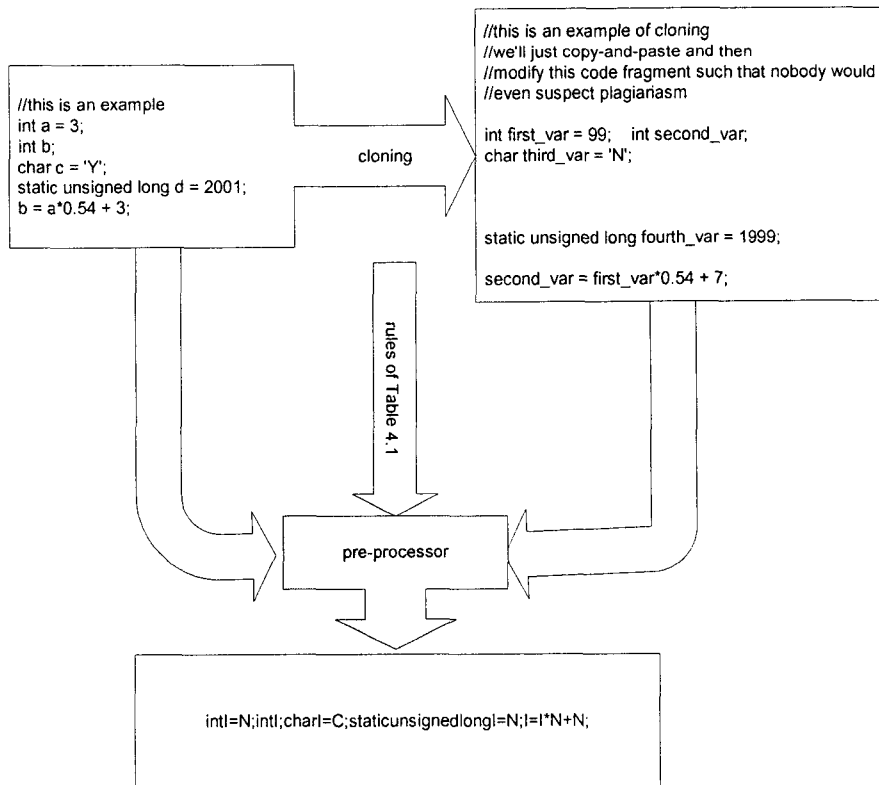 //this is an example
int a = 3;
int b;
char c = 'Y';
static unsigned long d = 2001;
b = a*0.54 + 3;
cloning
//this is an example of cloning
//we'll just copy-and-paste and then
//modify this code fragment such that nobody would
//even suspect plagiariasm
int first_var = 99; int second_var;
char third_var = 'N';
static unsigned long fourth_var = 1999;
second_var = first_var*0.54 + 7;
rules of Table 4.1
pre-processor
intI=N;intI;charI=C;staticunsignedlongI=N;I=I*N+N;